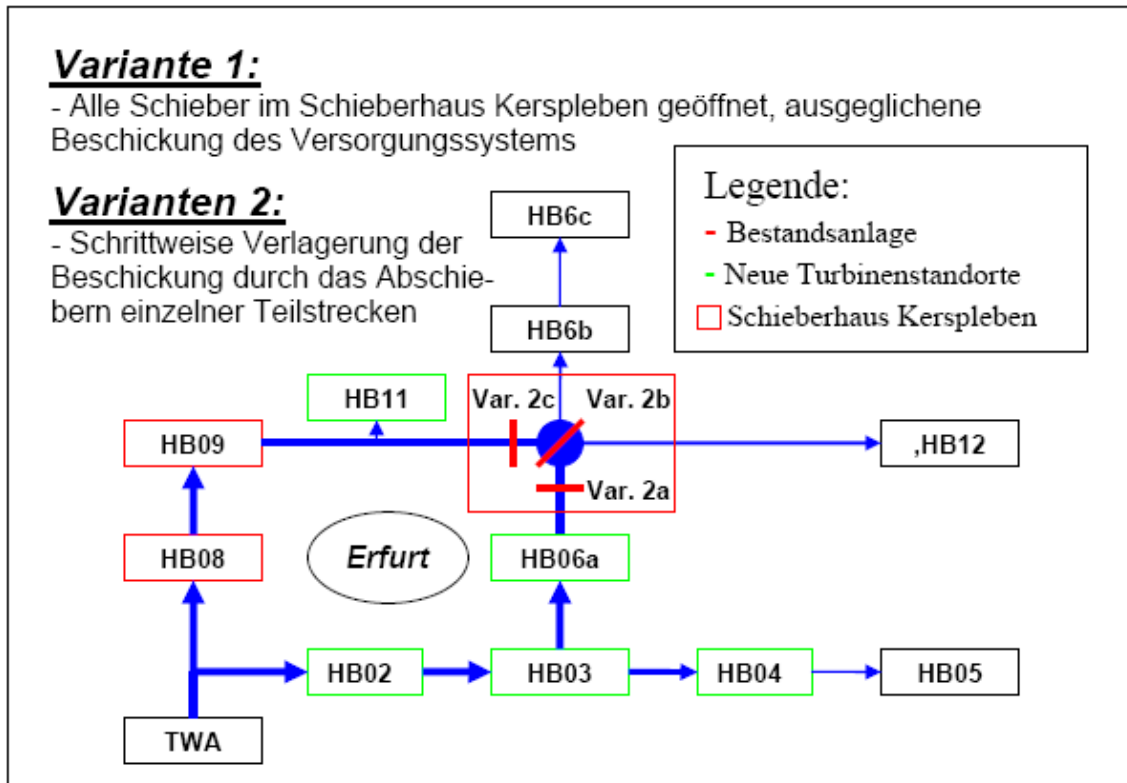 Variante 1:
- Alle Schieber im Schieberhaus Kerspleben geöffnet, ausgeglichene
Beschickung des Versorgungssystems
Varianten 2:
- Schrittweise Verlagerung der
Beschickung durch das Abschie-
bern einzelner Teilstrecken
Legende:
- Bestandsanlage
- Neue Turbinenstandorte
Schieberhaus Kerspleben
HB6c
HB6b
HB11
Var. 2c
Var. 2b
HB09
,HB12
Var. 2a
HB08
Erfurt
HB06a
HB02
HB03
HB04
HB05
TWA